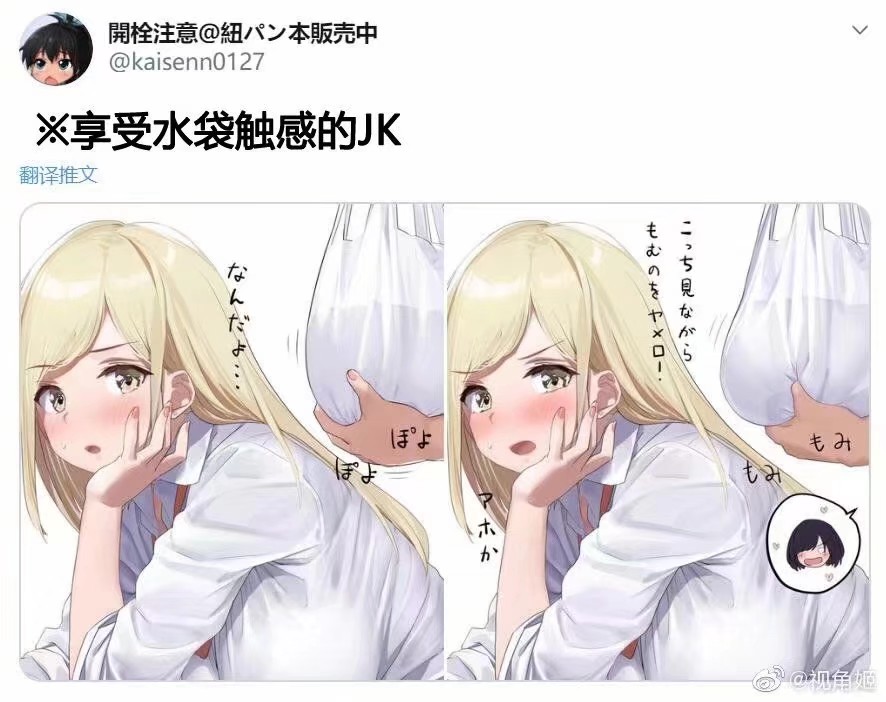 開栓注意@紐パン本販売中
@kaisenn0127
※享受水袋触感的JK
翻译推文
なんだよ…
ぽよ
ぽよ
こっち見ながら
もむのをヤメロー!
もみ
もみ
アホか
@视角姬